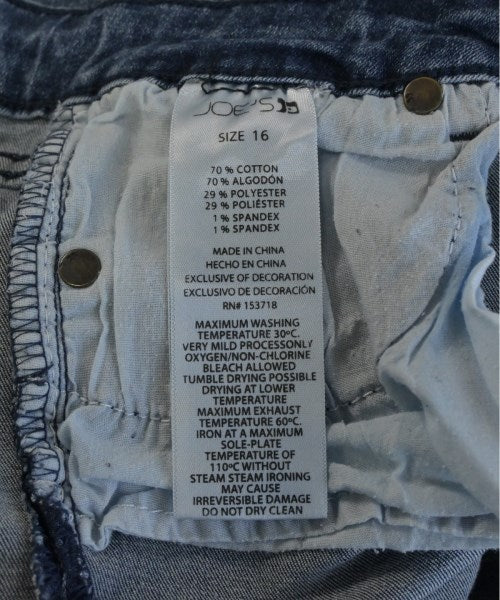 JOE'S
SIZE 16
70 % COTTON
70 % ALGODÓN
29 % POLYESTER
29 % POLIÉSTER
1 % SPANDEX
1 % SPANDEX
MADE IN CHINA
HECHO EN CHINA
EXCLUSIVE OF DECORATION
EXCLUSIVO DE DECORACIÓN
RN# 153718
MAXIMUM WASHING
TEMPERATURE 30ºC.
VERY MILD PROCESSONLY
OXYGEN/NON-CHLORINE
BLEACH ALLOWED
TUMBLE DRYING POSSIBLE
DRYING AT LOWER
TEMPERATURE
MAXIMUM EXHAUST
TEMPERATURE 60ºC.
IRON AT A MAXIMUM
SOLE-PLATE
TEMPERATURE OF
110ºC WITHOUT
STEAM STEAM IRONING
MAY CAUSE
IRREVERSIBLE DAMAGE
DO NOT DRY CLEAN